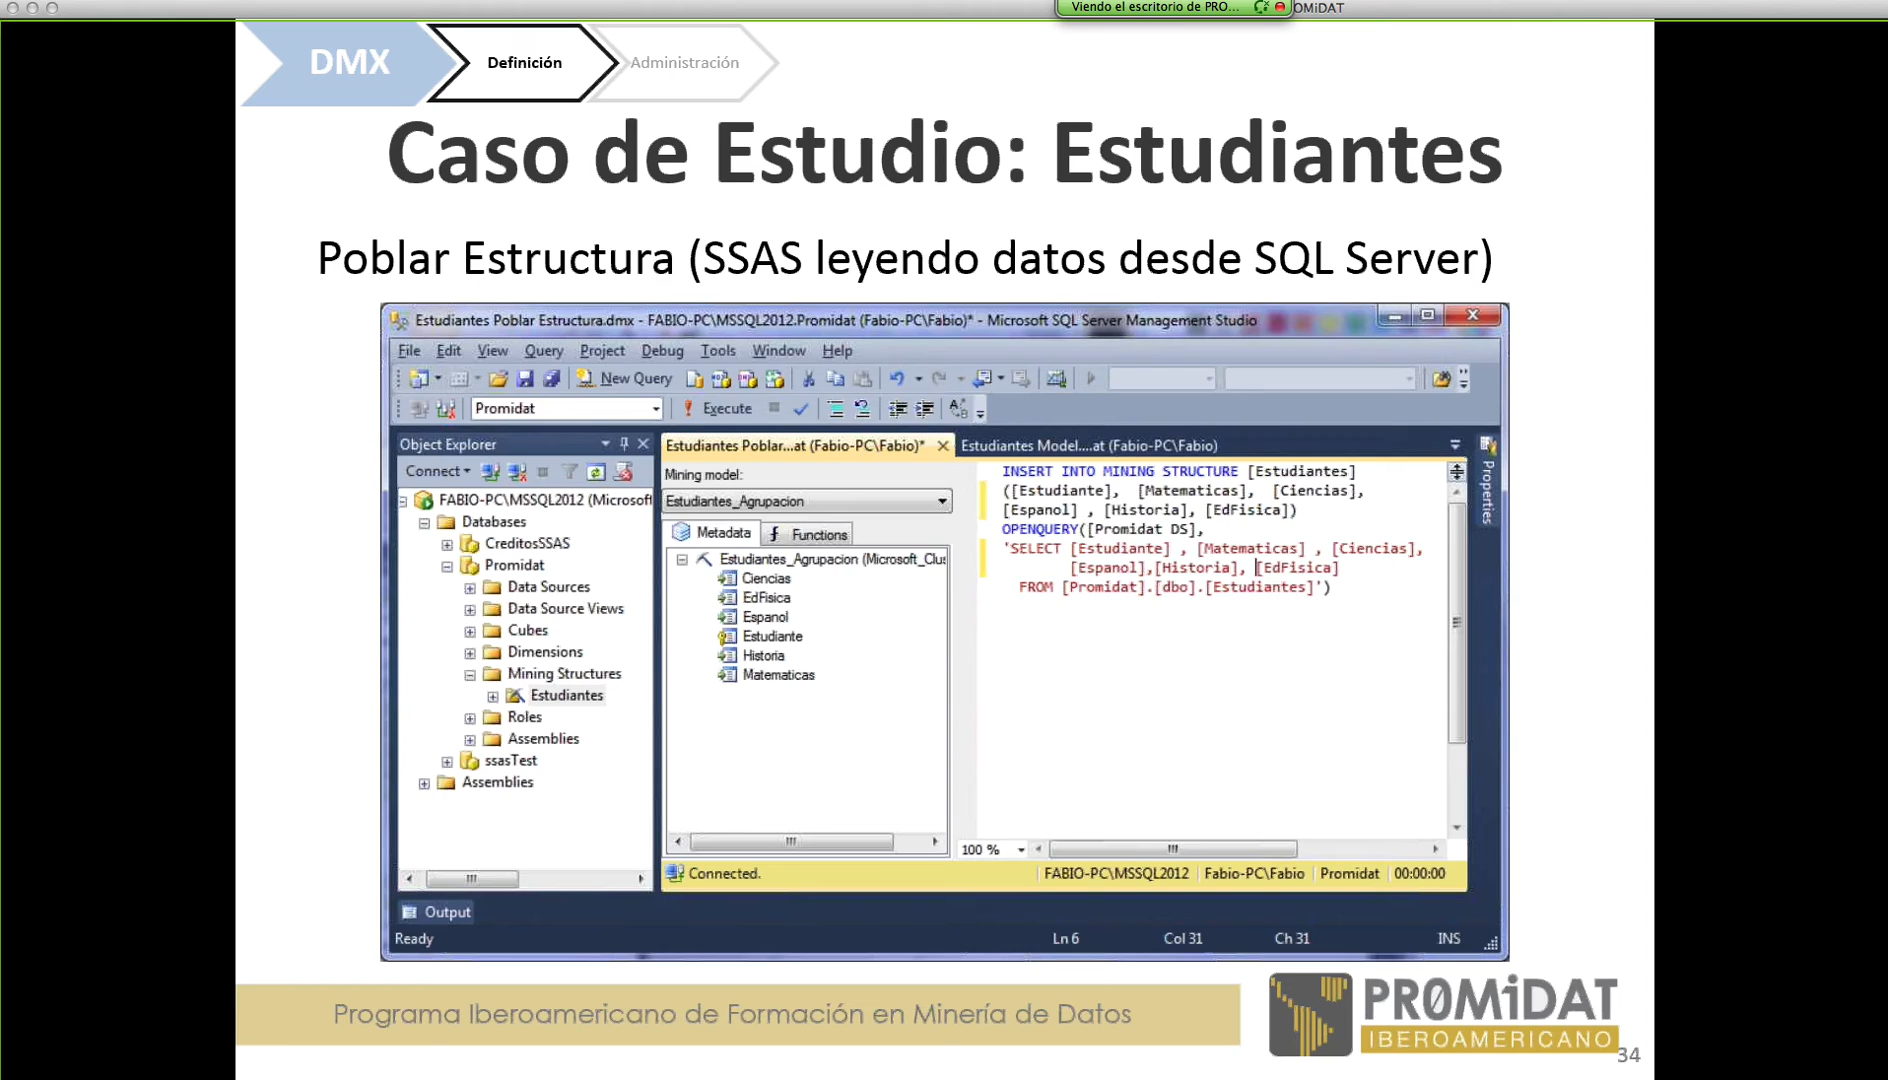 Viendo el escritorio de PRO...
OMiDAT
DMX
Definición
Administración
Caso de Estudio: Estudiantes
Poblar Estructura (SSAS leyendo datos desde SQL Server)
Estudiantes Poblar Estructura.dmx - FABIO-PC\MSSQL2012.Promidat (Fabio-PC\Fabio)* - Microsoft SQL Server Management Studio
File Edit View Query Project Debug Tools Window Help
New Query
Promidat
Execute
Object Explorer
Connect
FABIO-PC\MSSQL2012 (Microsoft
Databases
CreditosSSAS
Promidat
Data Sources
Data Source Views
Cubes
Dimensions
Mining Structures
Estudiantes
Roles
Assemblies
ssasTest
Assemblies
Estudiantes Poblar...at (Fabio-PC\Fabio)*
Estudiantes Model....at (Fabio-PC\Fabio)
Mining model:
Estudiantes_Agrupacion
Metadata
Functions
Estudiantes_Agrupacion (Microsoft_Clus
Ciencias
EdFisica
Espanol
Estudiante
Historia
Matematicas
INSERT INTO MINING STRUCTURE [Estudiantes]
([Estudiante], [Matematicas], [Ciencias],
[Espanol] , [Historia], [EdFisica])
OPENQUERY([Promidat DS],
'SELECT [Estudiante] , [Matematicas] , [Ciencias],
[Espanol],[Historia], [EdFisica]
FROM [Promidat].[dbo].[Estudiantes]')
Properties
100 %
Connected.
FABIO-PC\MSSQL2012
Fabio-PC\Fabio
Promidat
00:00:00
Output
Ready
Ln 6
Col 31
Ch 31
INS
Programa Iberoamericano de Formación en Minería de Datos
PR0MiDAT
IBEROAMERICANO
34